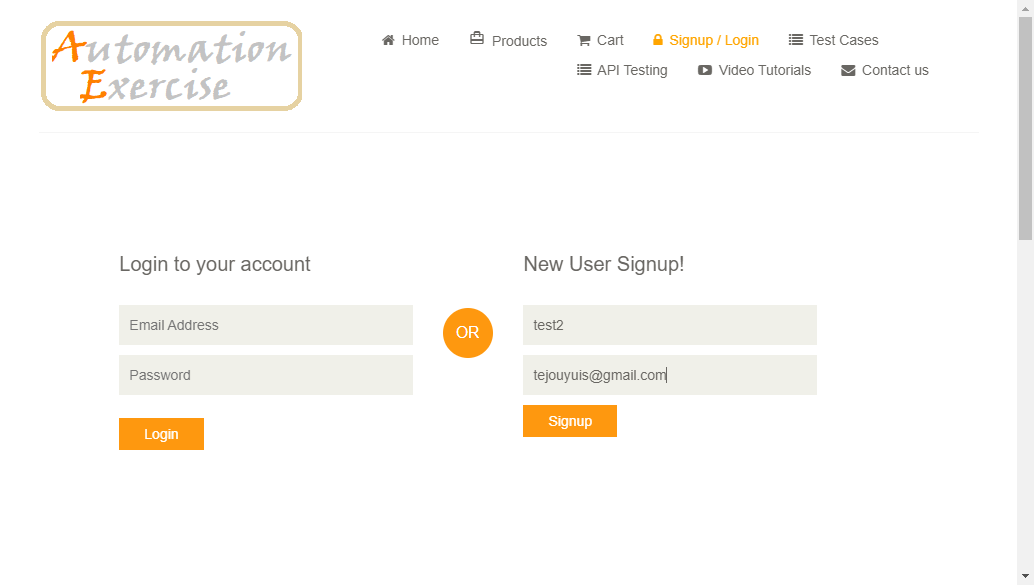 Automation
Exercise
Home
Products
Cart
Signup / Login
Test Cases
API Testing
Video Tutorials
Contact us
Login to your account
Email Address
Password
Login
OR
New User Signup!
test2
tejouyuis@gmail.com
Signup